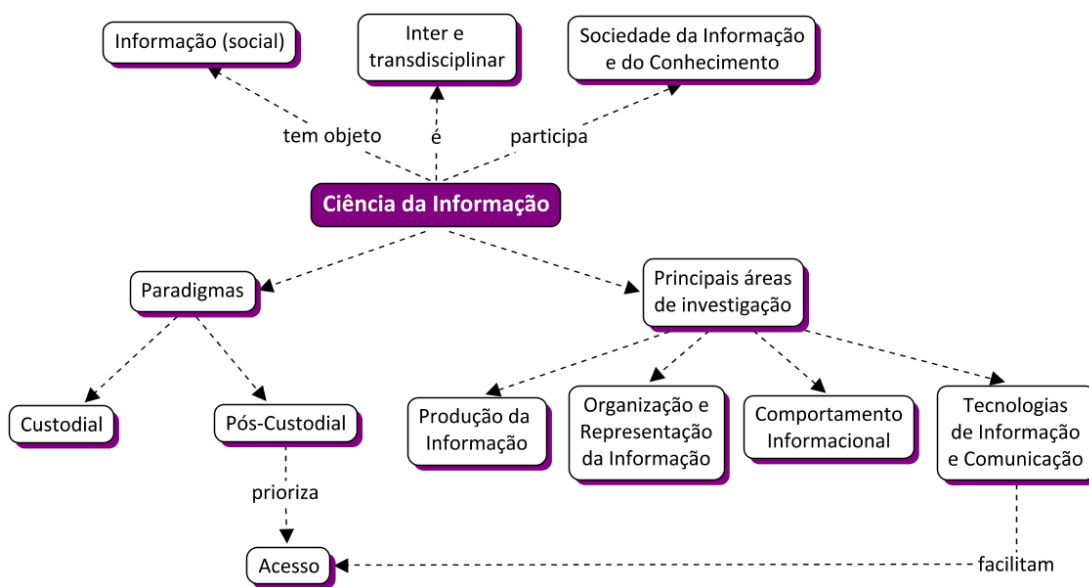 Informação (social)
Inter e
transdisciplinar
Sociedade da Informação
e do Conhecimento
tem objeto
é
participa
Ciência da Informação
Paradigmas
Principais áreas
de investigação
Custodial
Pós-Custodial
Produção da
Informação
Organização e
Representação
da Informação
Comportamento
Informacional
Tecnologias
de Informação
e Comunicação
prioriza
Acesso
facilitam